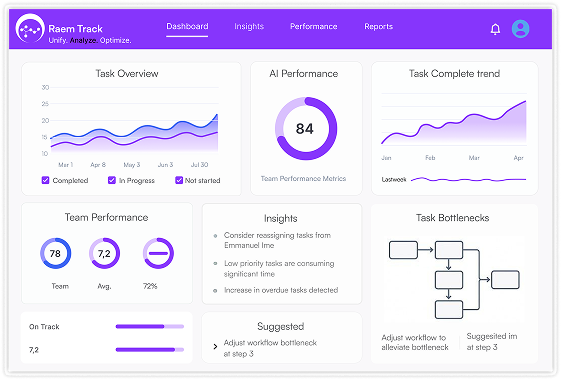 Raem Track
Unify. Analyze. Optimize.
Dashboard
Insights
Performance
Reports
Task Overview
30
25
20
15
10
Mar 1
Apr 8
May 3
Jun 3
Jul 30
Completed
In Progress
Not started
AI Performance
84
Team Performance Metrics
Task Complete trend
Jan
Feb
Mar
Apr
Lastweek
Team Performance
78
7,2
Team
Avg.
72%
Insights
Consider reassigning tasks from
Emmanuel Ime
Low priority tasks are consuming
significant time
Increase in overdue tasks detected
Task Bottlenecks
Adjust workflow to
alleviate bottleneck
Suggesited im
at step 3
On Track
7,2
Suggested
Adjust workflow bottleneck
at step 3